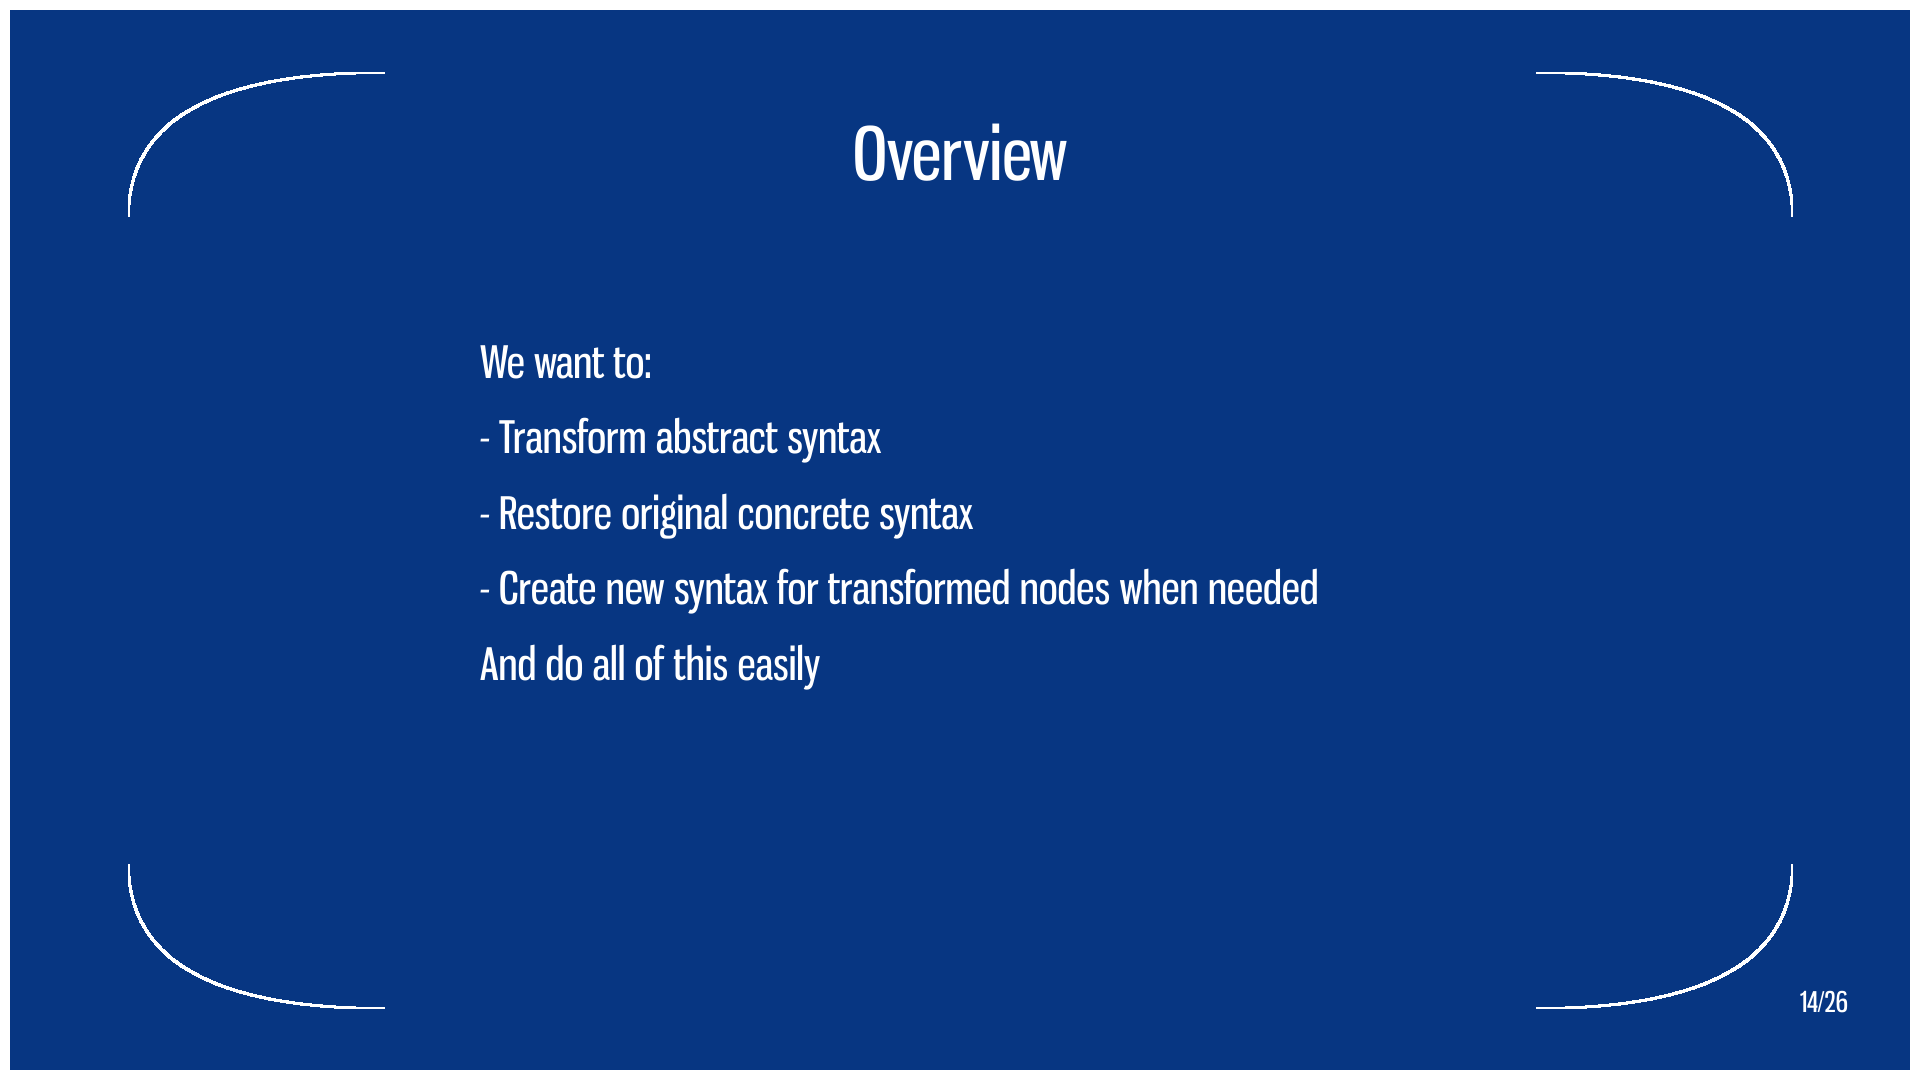 Overview
We want to:
- Transform abstract syntax
- Restore original concrete syntax
- Create new syntax for transformed nodes when needed
And do all of this easily
14/26